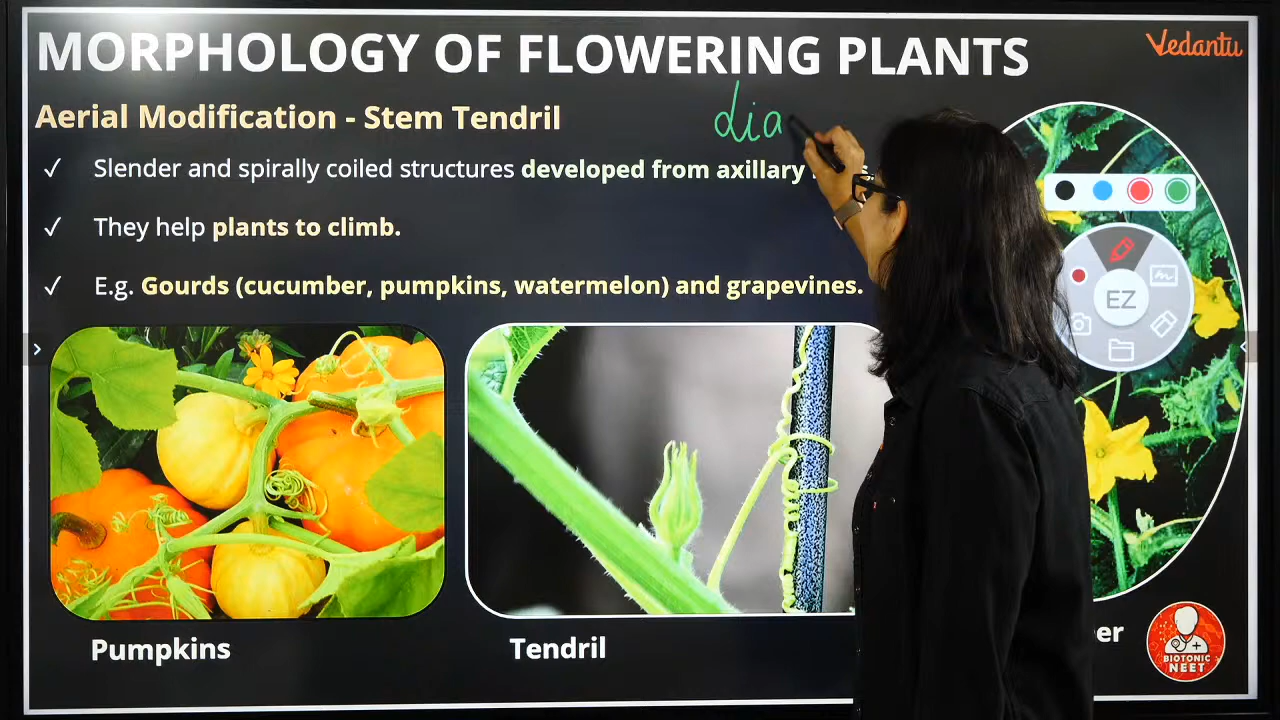 MORPHOLOGY OF FLOWERING PLANTS
Vedantu
Aerial Modification - Stem Tendril
dia
✓ Slender and spirally coiled structures developed from axillary
✓ They help plants to climb.
✓ E.g. Gourds (cucumber, pumpkins, watermelon) and grapevines.
EZ
Pumpkins
Tendril
BIOTONIC
NEET